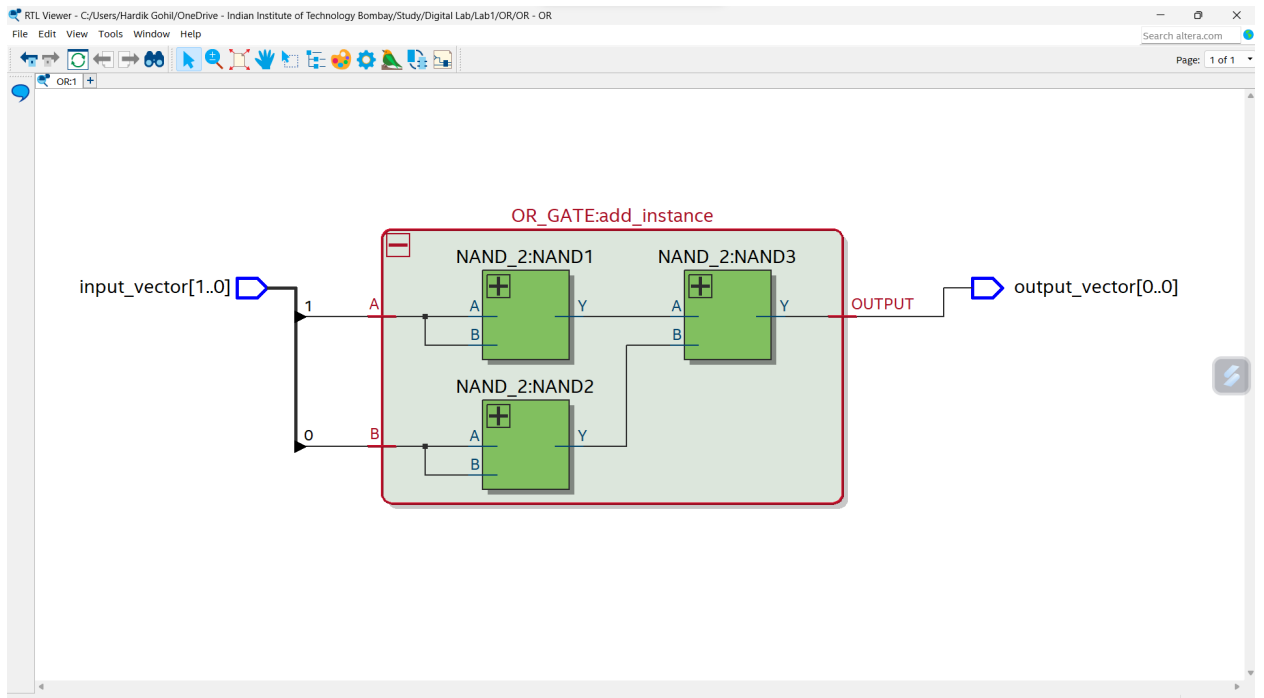 RTL Viewer - C:/Users/Hardik Gohil/OneDrive - Indian Institute of Technology Bombay/Study/Digital Lab/Lab1/OR/OR - OR
File Edit View Tools Window Help
Search altera.com
Page: 1 of 1
OR:1
OR_GATE:add_instance
NAND_2:NAND1 NAND_2:NAND3
input_vector[1..0] output_vector[0..0]
1 A A Y A Y OUTPUT
B B
NAND_2:NAND2
0 B A Y
B